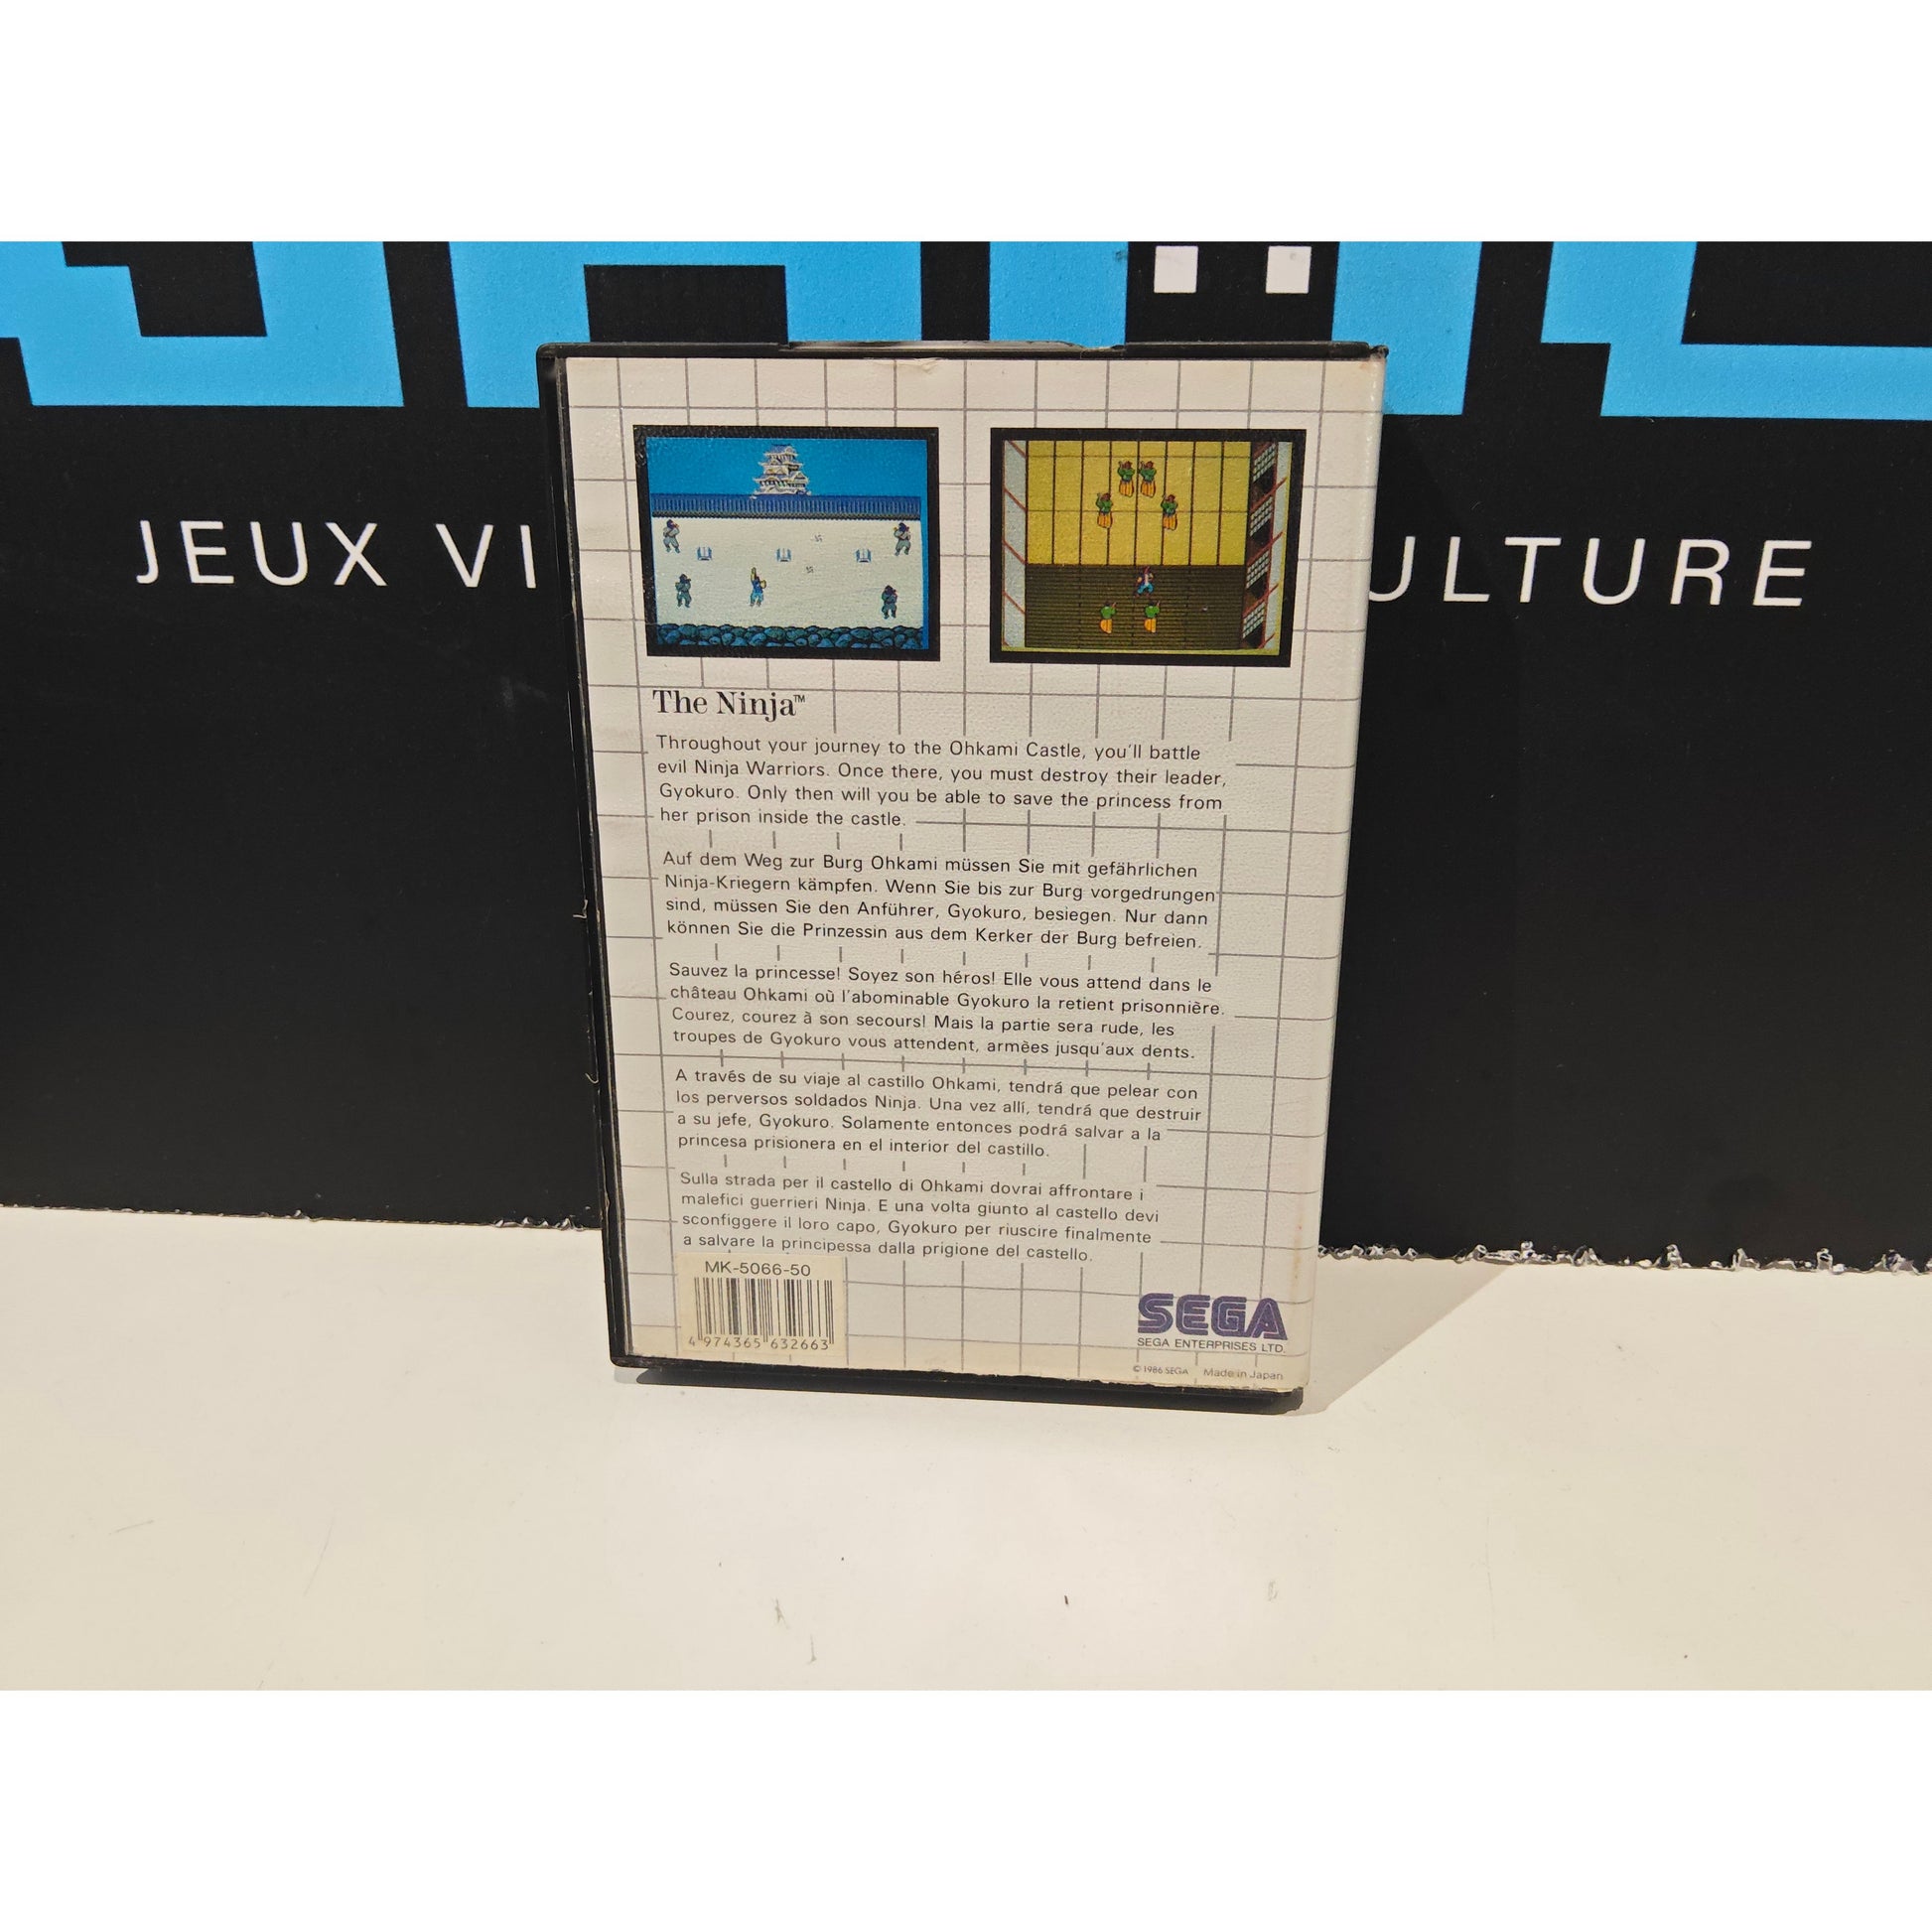 JEUX VI
ULTURE
The Ninja™
Throughout your journey to the Ohkami Castle, you'll battle
evil Ninja Warriors. Once there, you must destroy their leader,
Gyokuro. Only then will you be able to save the princess from
her prison inside the castle.
Auf dem Weg zur Burg Ohkami müssen Sie mit gefährlichen
Ninja-Kriegern kämpfen. Wenn Sie bis zur Burg vorgedrungen
sind, müssen Sie den Anführer, Gyokuro, besiegen. Nur dann
können Sie die Prinzessin aus dem Kerker der Burg befreien.
Sauvez la princesse! Soyez son héros! Elle vous attend dans le
château Ohkami où l'abominable Gyokuro la retient prisonnière.
Courez, courez à son secours! Mais la partie sera rude, les
troupes de Gyokuro vous attendent, armèes jusqu'aux dents.
A través de su viaje al castillo Ohkami, tendrá que pelear con
los perversos soldados Ninja. Una vez allí, tendrá que destruir
a su jefe, Gyokuro. Solamente entonces podrá salvar a la
princesa prisionera en el interior del castillo.
Sulla strada per il castello di Ohkami dovrai affrontare i
malefici guerrieri Ninja. E una volta giunto al castello devi
sconfiggere il loro capo, Gyokuro per riuscire finalmente
a salvare la principessa dalla prigione del castello.
MK-5066-50
4 974365 632663
SEGA
SEGA ENTERPRISES LTD.
© 1986 SEGA Made in Japan